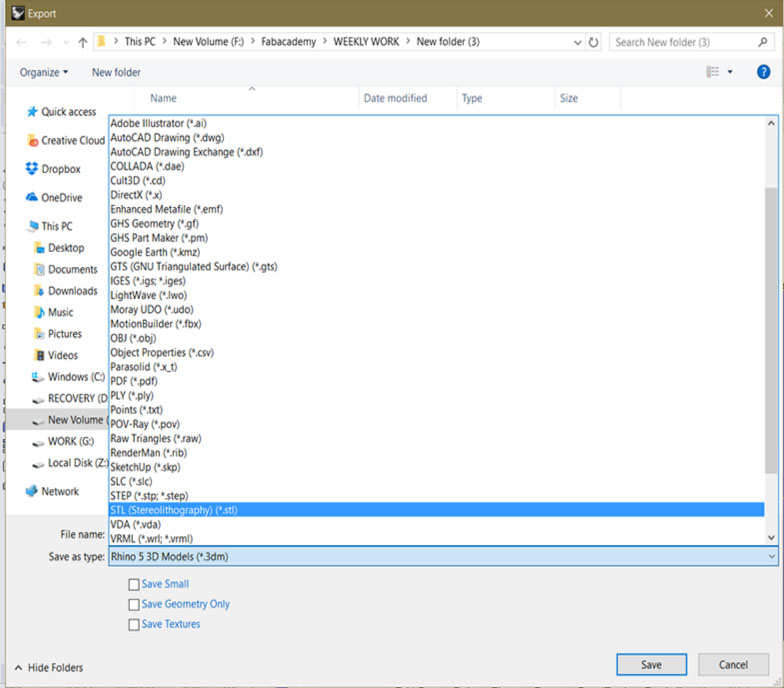 Export
This PC > New Volume (F:) > Fabacademy > WEEKLY WORK > New folder (3)
Search New folder (3)
Organize
New folder
?
Name
Date modified
Type
Size
Quick access
Creative Cloud
Dropbox
OneDrive
This PC
Desktop
Documents
Downloads
Music
Pictures
Videos
Windows (C:)
RECOVERY (D
New Volume (
WORK (G:)
Local Disk (Z:)
Network
Adobe Illustrator (*.ai)
AutoCAD Drawing (*.dwg)
AutoCAD Drawing Exchange (*.dxf)
COLLADA (*.dae)
Cult3D (*.cd)
DirectX (*.x)
Enhanced Metafile (*.emf)
GHS Geometry (*.gf)
GHS Part Maker (*.pm)
Google Earth (*.kmz)
GTS (GNU Triangulated Surface) (*.gts)
IGES (*.igs; *.iges)
LightWave (*.lwo)
Moray UDO (*.udo)
MotionBuilder (*.fbx)
OBJ (*.obj)
Object Properties (*.csv)
Parasolid (*.x_t)
PDF (*.pdf)
PLY (*.ply)
Points (*.txt)
POV-Ray (*.pov)
Raw Triangles (*.raw)
RenderMan (*.rib)
SketchUp (*.skp)
SLC (*.slc)
STEP (*.stp; *.step)
STL (Stereolithography) (*.stl)
VDA (*.vda)
VRML (*.wrl; *.vrml)
File name:
Save as type: Rhino 5 3D Models (*.3dm)
Save Small
Save Geometry Only
Save Textures
Hide Folders
Save
Cancel